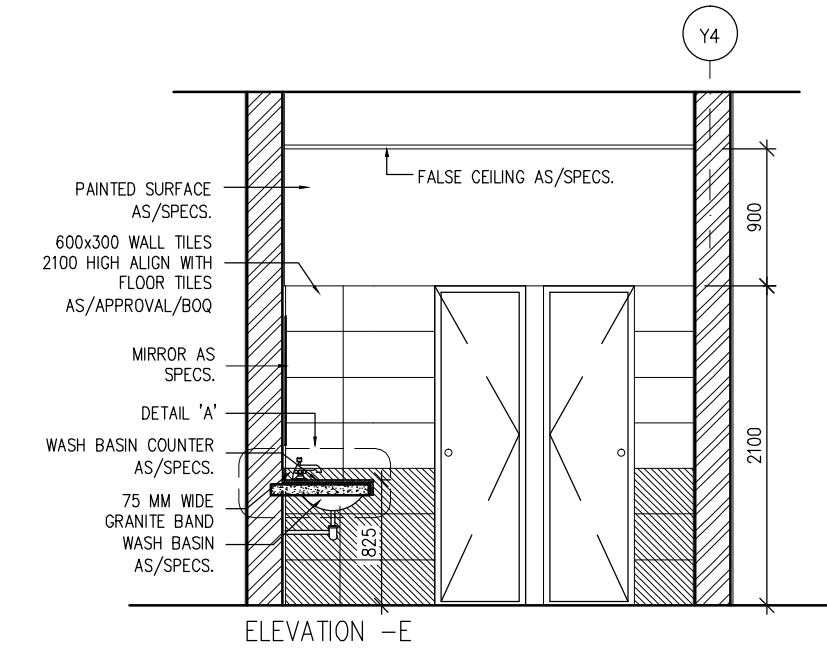 Y4
FALSE CEILING AS/SPECS.
PAINTED SURFACE
AS/SPECS.
900
600x300 WALL TILES
2100 HIGH ALIGN WITH
FLOOR TILES
AS/APPROVAL/BOQ
MIRROR AS
SPECS.
DETAIL 'A'
WASH BASIN COUNTER
AS/SPECS.
2100
75 MM WIDE
GRANITE BAND
WASH BASIN
AS/SPECS.
825
ELEVATION -E